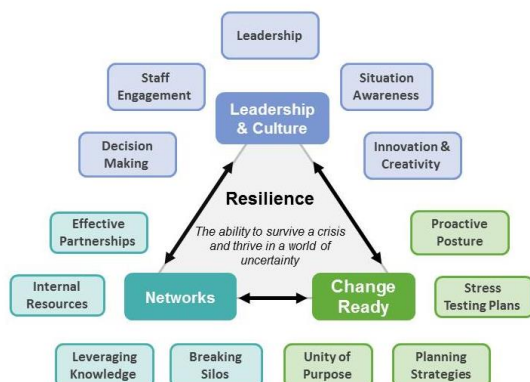 Leadership
Staff
Engagement
Situation
Awareness
Leadership
& Culture
Decision
Making
Innovation &
Creativity
Resilience
The ability to survive a crisis
and thrive in a world of
uncertainty
Effective
Partnerships
Proactive
Posture
Internal
Resources
Networks
Change
Ready
Stress
Testing Plans
Leveraging
Knowledge
Breaking
Silos
Unity of
Purpose
Planning
Strategies